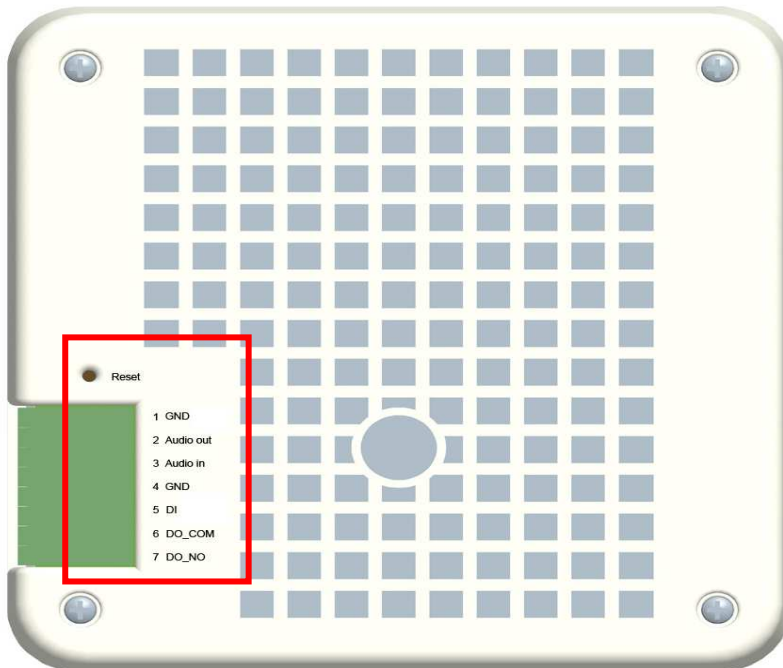 Reset
1 GND
2 Audio out
3 Audio in
4 GND
5 DI
6 DO_COM
7 DO_NO